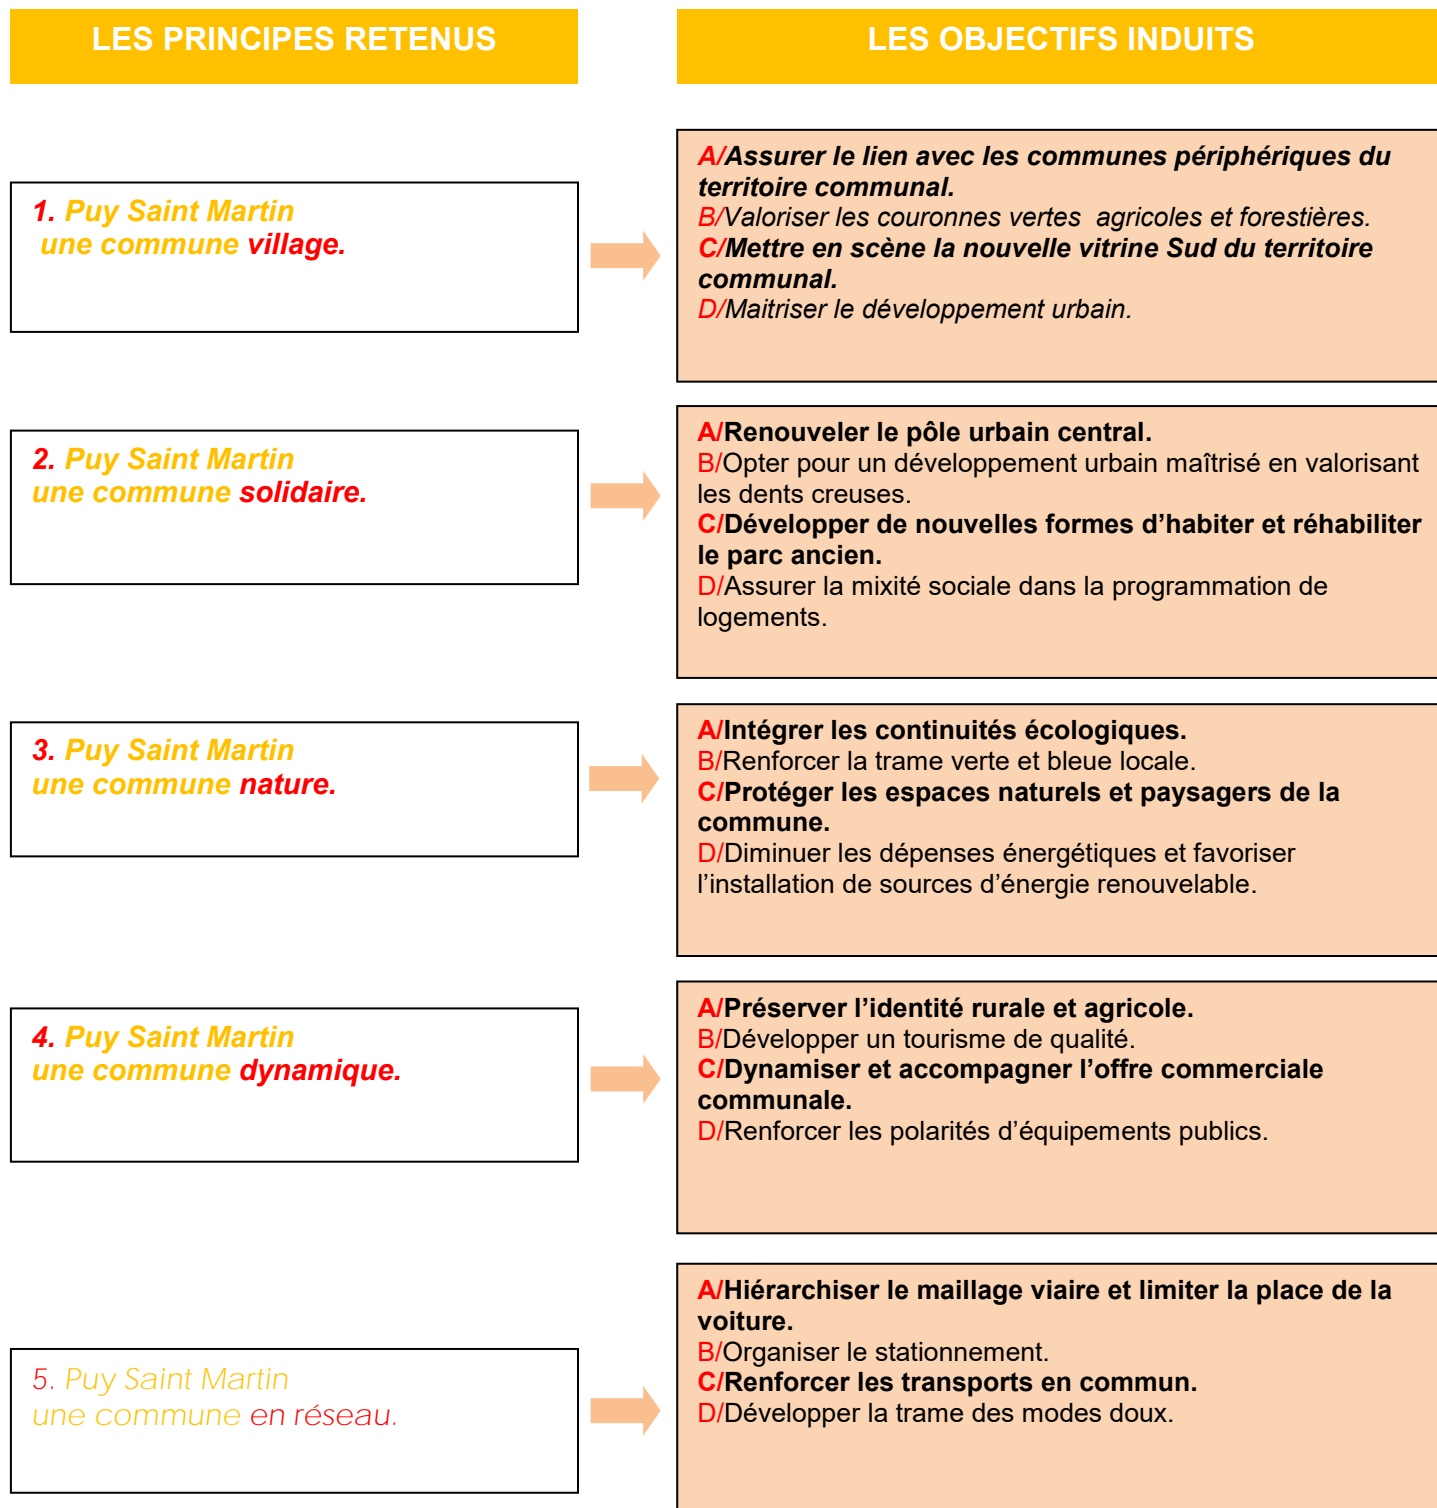 LES PRINCIPES RETENUS
LES OBJECTIFS INDUITS
1. Puy Saint Martin
une commune village.
A/Assurer le lien avec les communes périphériques du
territoire communal.
B/Valoriser les couronnes vertes  agricoles et forestières.
C/Mettre en scène la nouvelle vitrine Sud du territoire
communal.
D/Maitriser le développement urbain.
2. Puy Saint Martin
une commune solidaire.
A/Renouveler le pôle urbain central.
B/Opter pour un développement urbain maîtrisé en valorisant
les dents creuses.
C/Développer de nouvelles formes d’habiter et réhabiliter
le parc ancien.
D/Assurer la mixité sociale dans la programmation de
logements.
3. Puy Saint Martin
une commune nature.
A/Intégrer les continuités écologiques.
B/Renforcer la trame verte et bleue locale.
C/Protéger les espaces naturels et paysagers de la
commune.
D/Diminuer les dépenses énergétiques et favoriser
l’installation de sources d’énergie renouvelable.
4. Puy Saint Martin
une commune dynamique.
A/Préserver l’identité rurale et agricole.
B/Développer un tourisme de qualité.
C/Dynamiser et accompagner l’offre commerciale
communale.
D/Renforcer les polarités d’équipements publics.
5. Puy Saint Martin
une commune en réseau.
A/Hiérarchiser le maillage viaire et limiter la place de la
voiture.
B/Organiser le stationnement.
C/Renforcer les transports en commun.
D/Développer la trame des modes doux.